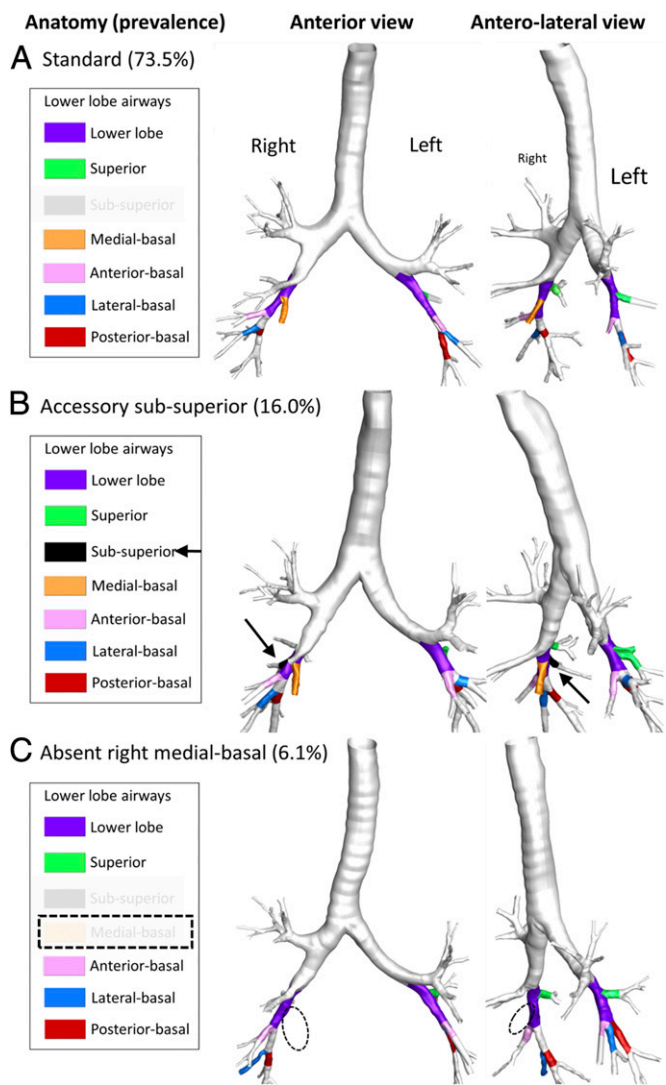 Anatomy (prevalence) Anterior view Antero-lateral view
A Standard (73.5%)
Lower lobe airways
Lower lobe
Superior
Sub-superior
Medial-basal
Anterior-basal
Lateral-basal
Posterior-basal
Right Left
Right Left
B Accessory sub-superior (16.0%)
Lower lobe airways
Lower lobe
Superior
Sub-superior
Medial-basal
Anterior-basal
Lateral-basal
Posterior-basal
C Absent right medial-basal (6.1%)
Lower lobe airways
Lower lobe
Superior
Sub-superior
Medial-basal
Anterior-basal
Lateral-basal
Posterior-basal